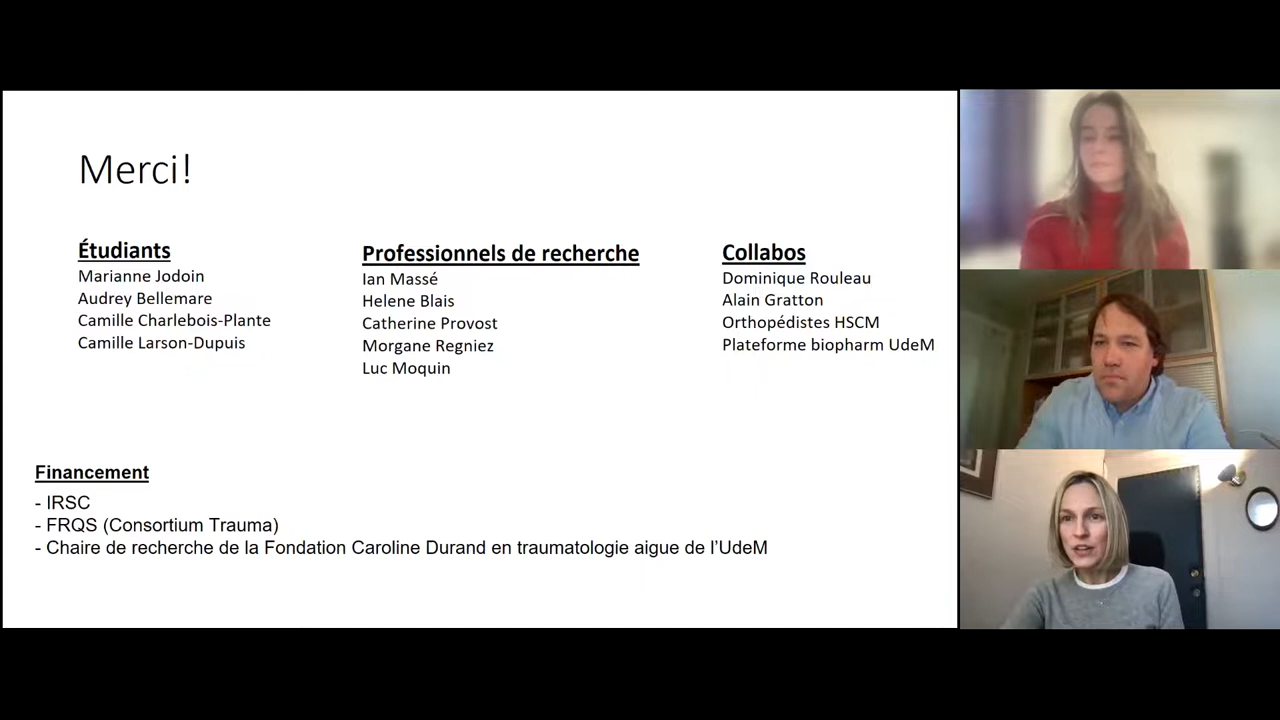 Merci!
Étudiants
Marianne Jodoin
Audrey Bellemare
Camille Charlebois-Plante
Camille Larson-Dupuis
Professionnels de recherche
Ian Massé
Helene Blais
Catherine Provost
Morgane Regniez
Luc Moquin
Collabos
Dominique Rouleau
Alain Gratton
Orthopédistes HSCM
Plateforme biopharm UdeM
Financement
- IRSC
- FRQS (Consortium Trauma)
- Chaire de recherche de la Fondation Caroline Durand en traumatologie aigue de l’UdeM